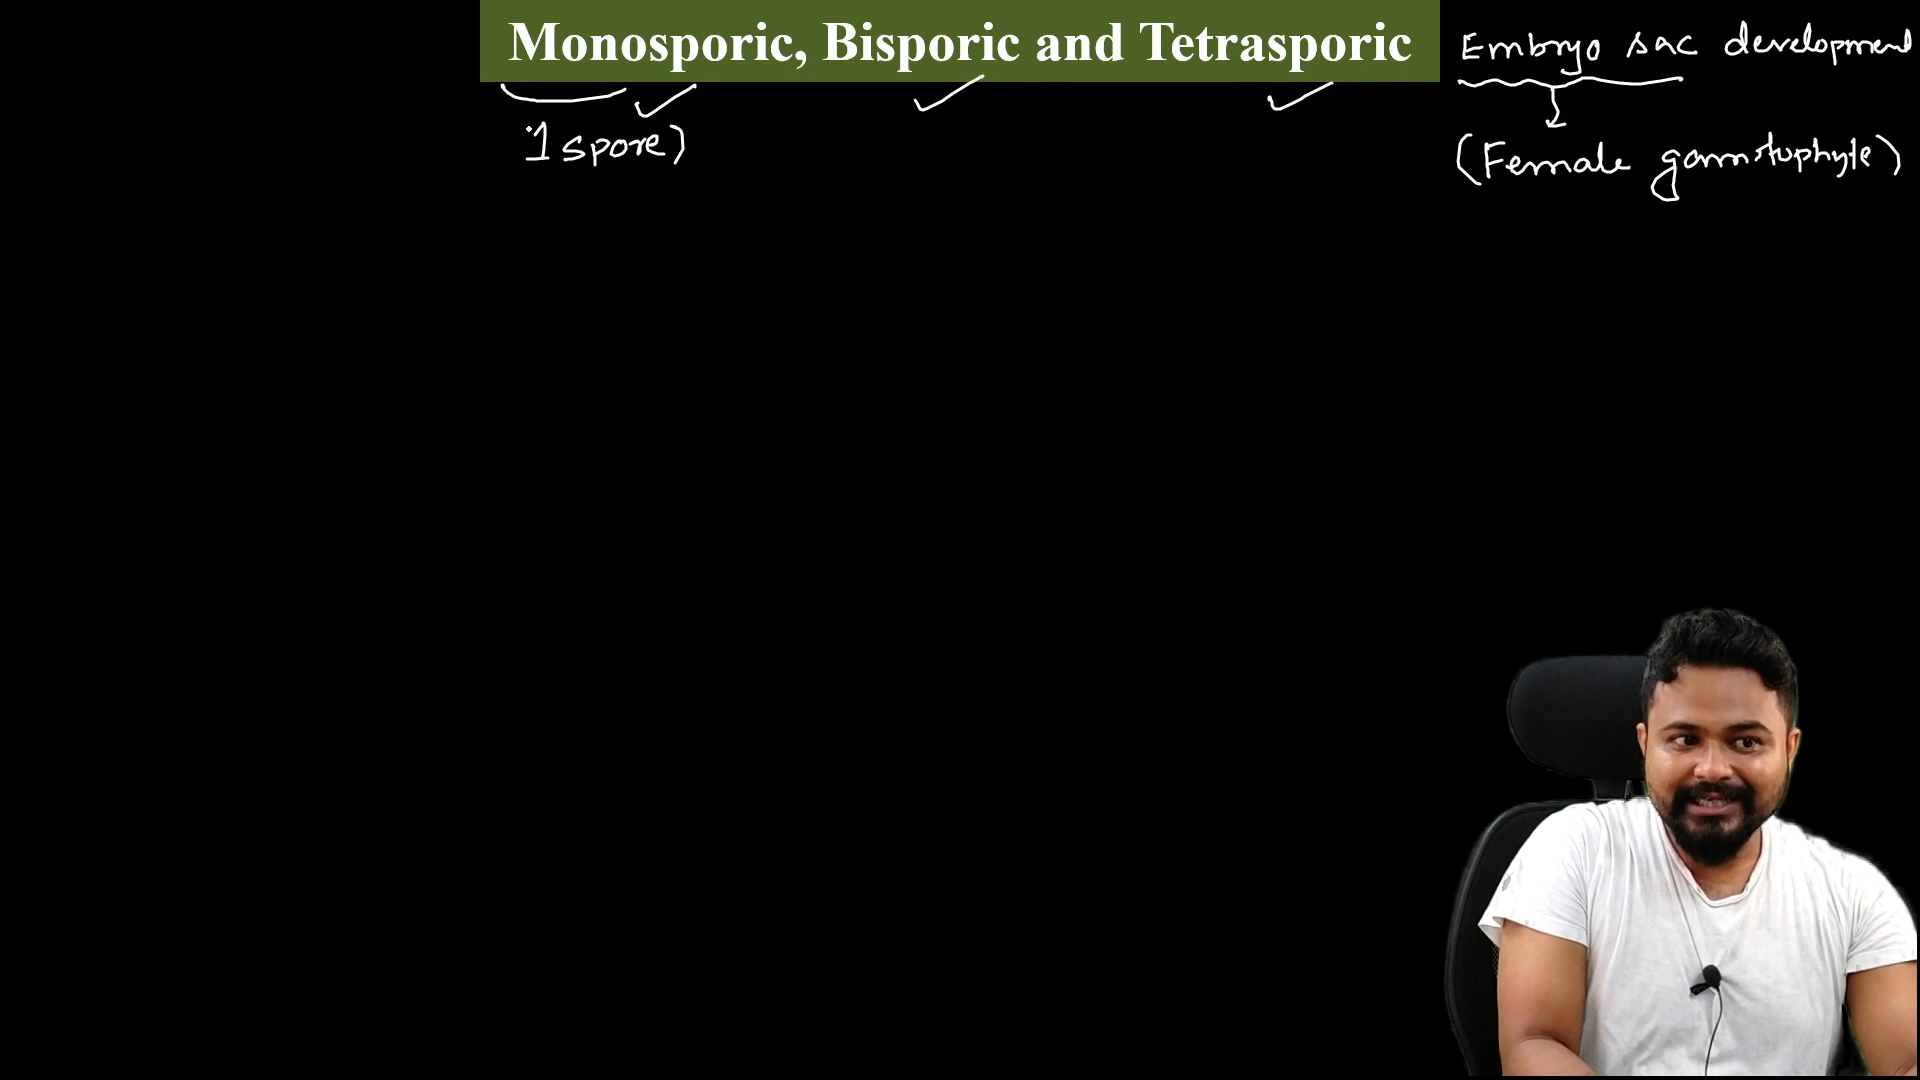 Monosporic, Bisporic and Tetrasporic
Embryo sac development
1 spore)
(Female gametophyte)